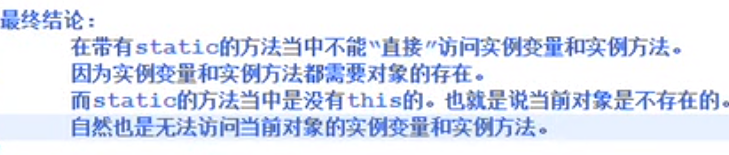 最终结论：
在带有static的方法当中不能“直接”访问实例变量和实例方法。
因为实例变量和实例方法都需要对象的存在。
而static的方法当中是没有this的。也就是说当前对象是不存在的。
自然也是无法访问当前对象的实例变量和实例方法。